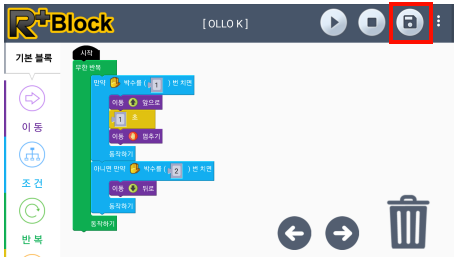 R+Block
[ OLLO K ]
기본 블록
이 동
조 건
반 복
시작
무한 반복
만약 박수를 ( 1 ) 번 치면
이동 앞으로
1 초
이동 멈추기
동작하기
아니면 만약 박수를 ( 2 ) 번 치면
이동 뒤로
동작하기
동작하기